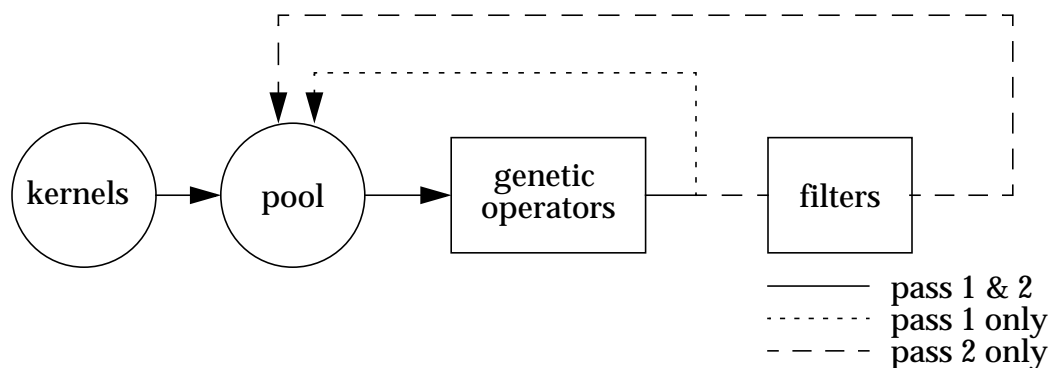 kernels
pool
genetic
operators
filters
pass 1 & 2
pass 1 only
pass 2 only